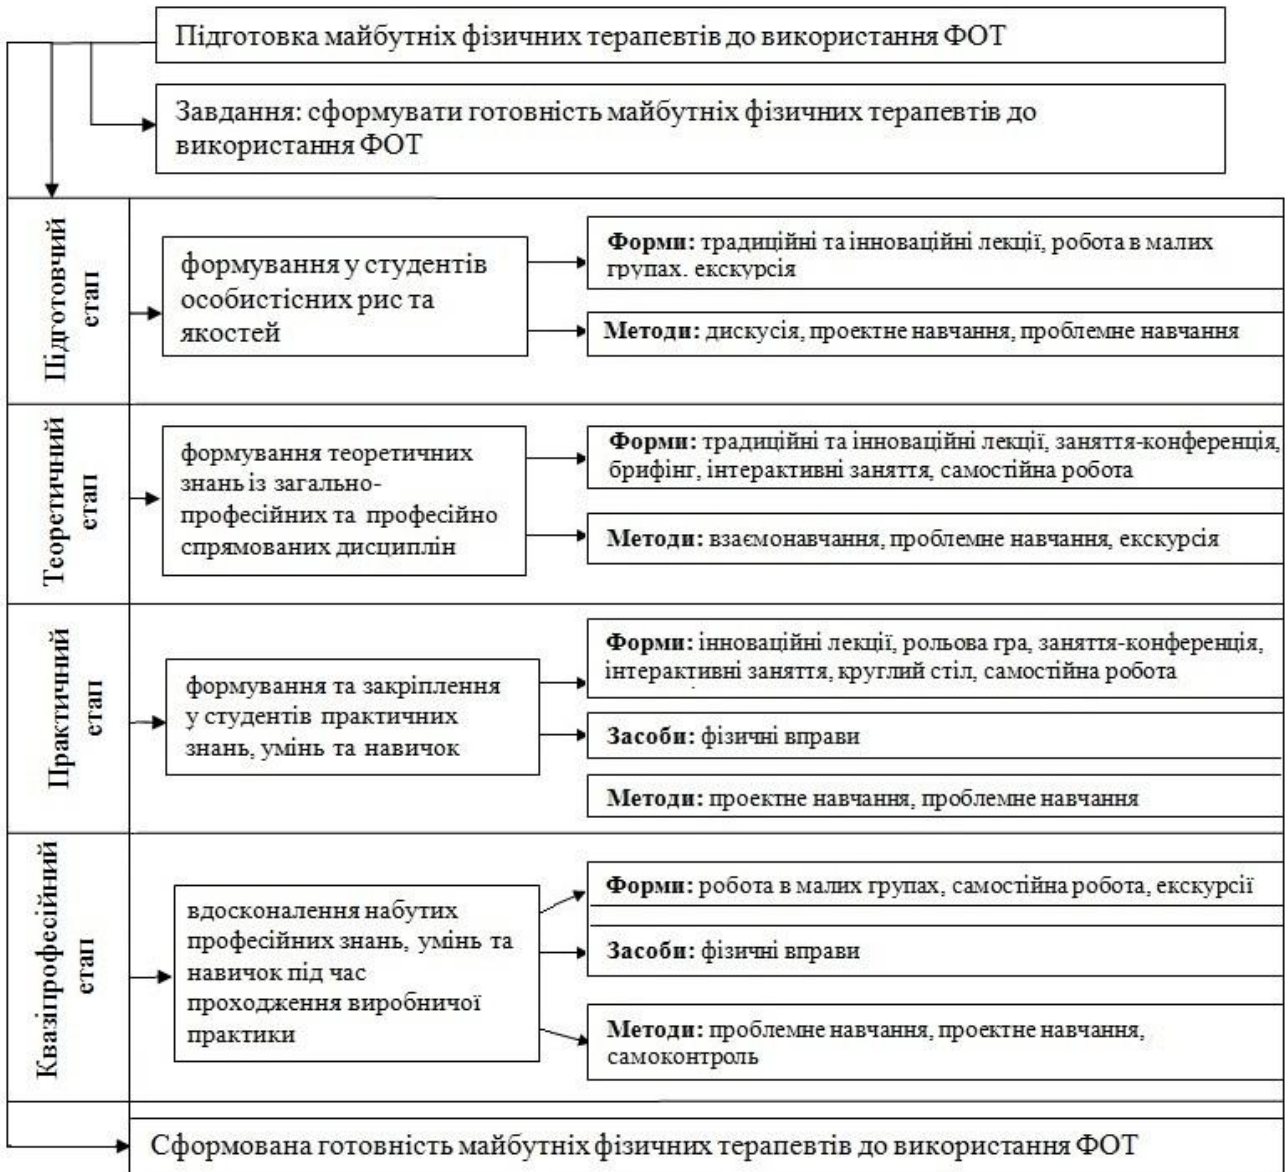 Підготовка майбутніх фізичних терапевтів до використання ФОТ
Завдання: сформувати готовність майбутніх фізичних терапевтів до
використання ФОТ
Підготовчий
етап
формування у студентів
особистісних рис та
якостей
Форми: традиційні та інноваційні лекції, робота в малих
групах. екскурсія
Методи: дискусія, проектне навчання, проблемне навчання
Теоретичний
етап
формування теоретичних
знань із загально-
професійних та професійно
спрямованих дисциплін
Форми: традиційні та інноваційні лекції, заняття-конференція,
брифінг, інтерактивні заняття, самостійна робота
Методи: взаємонавчання, проблемне навчання, екскурсія
Практичний
етап
формування та закріплення
у студентів практичних
знань, умінь та навичок
Форми: інноваційні лекції, рольова гра, заняття-конференція,
інтерактивні заняття, круглий стіл, самостійна робота
Засоби: фізичні вправи
Методи: проектне навчання, проблемне навчання
Квазіпрофесійний
етап
вдосконалення набутих
професійних знань, умінь та
навичок під час
проходження виробничої
практики
Форми: робота в малих групах, самостійна робота, екскурсії
Засоби: фізичні вправи
Методи: проблемне навчання, проектне навчання,
самоконтроль
Сформована готовність майбутніх фізичних терапевтів до використання ФОТ